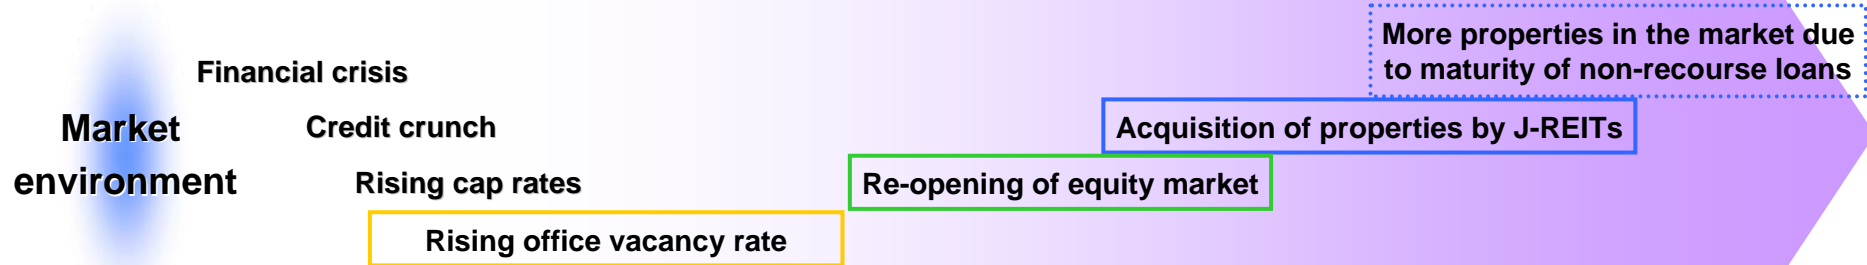 More properties in the market due
to maturity of non-recourse loans
Financial crisis
Market
environment
Credit crunch
Acquisition of properties by J-REITs
Rising cap rates
Re-opening of equity market
Rising office vacancy rate